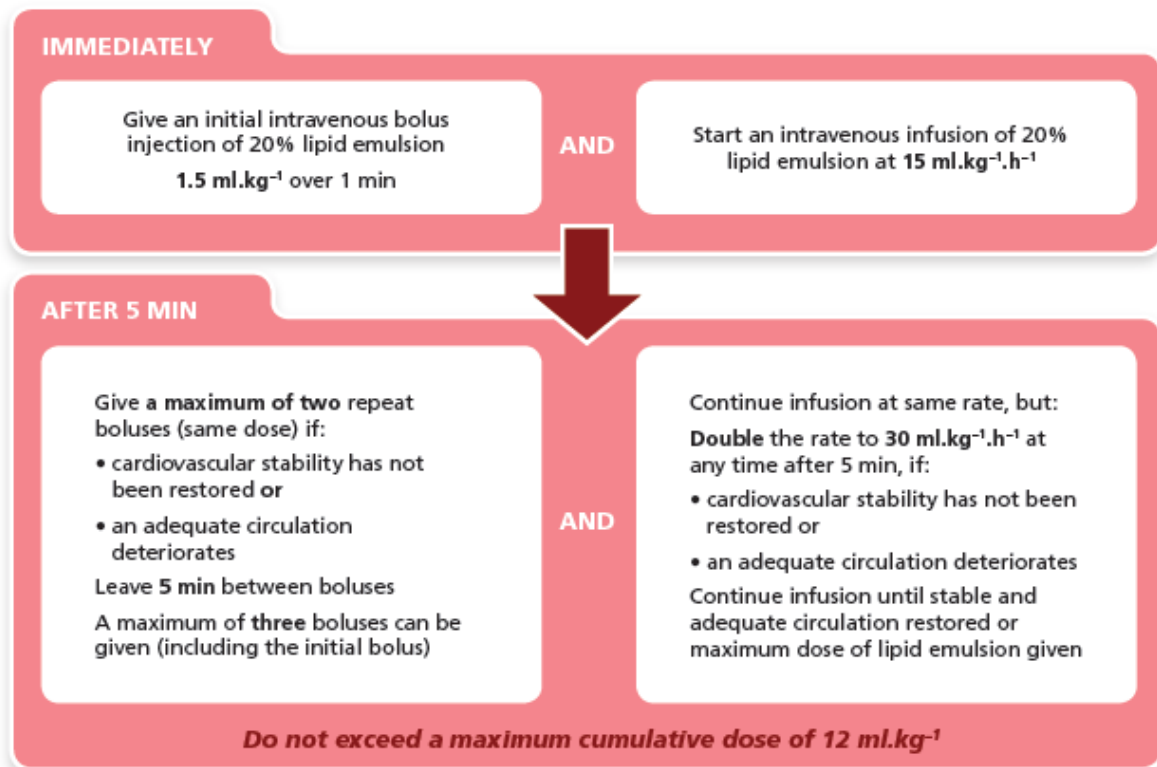 IMMEDIATELY
Give an initial intravenous bolus
injection of 20% lipid emulsion
1.5 ml.kg⁻¹ over 1 min
AND
Start an intravenous infusion of 20%
lipid emulsion at 15 ml.kg⁻¹.h⁻¹
AFTER 5 MIN
Give a maximum of two repeat
boluses (same dose) if:
• cardiovascular stability has not
been restored or
• an adequate circulation
deteriorates
Leave 5 min between boluses
A maximum of three boluses can be
given (including the initial bolus)
AND
Continue infusion at same rate, but:
Double the rate to 30 ml.kg⁻¹.h⁻¹ at
any time after 5 min, if:
• cardiovascular stability has not been
restored or
• an adequate circulation deteriorates
Continue infusion until stable and
adequate circulation restored or
maximum dose of lipid emulsion given
Do not exceed a maximum cumulative dose of 12 ml.kg⁻¹